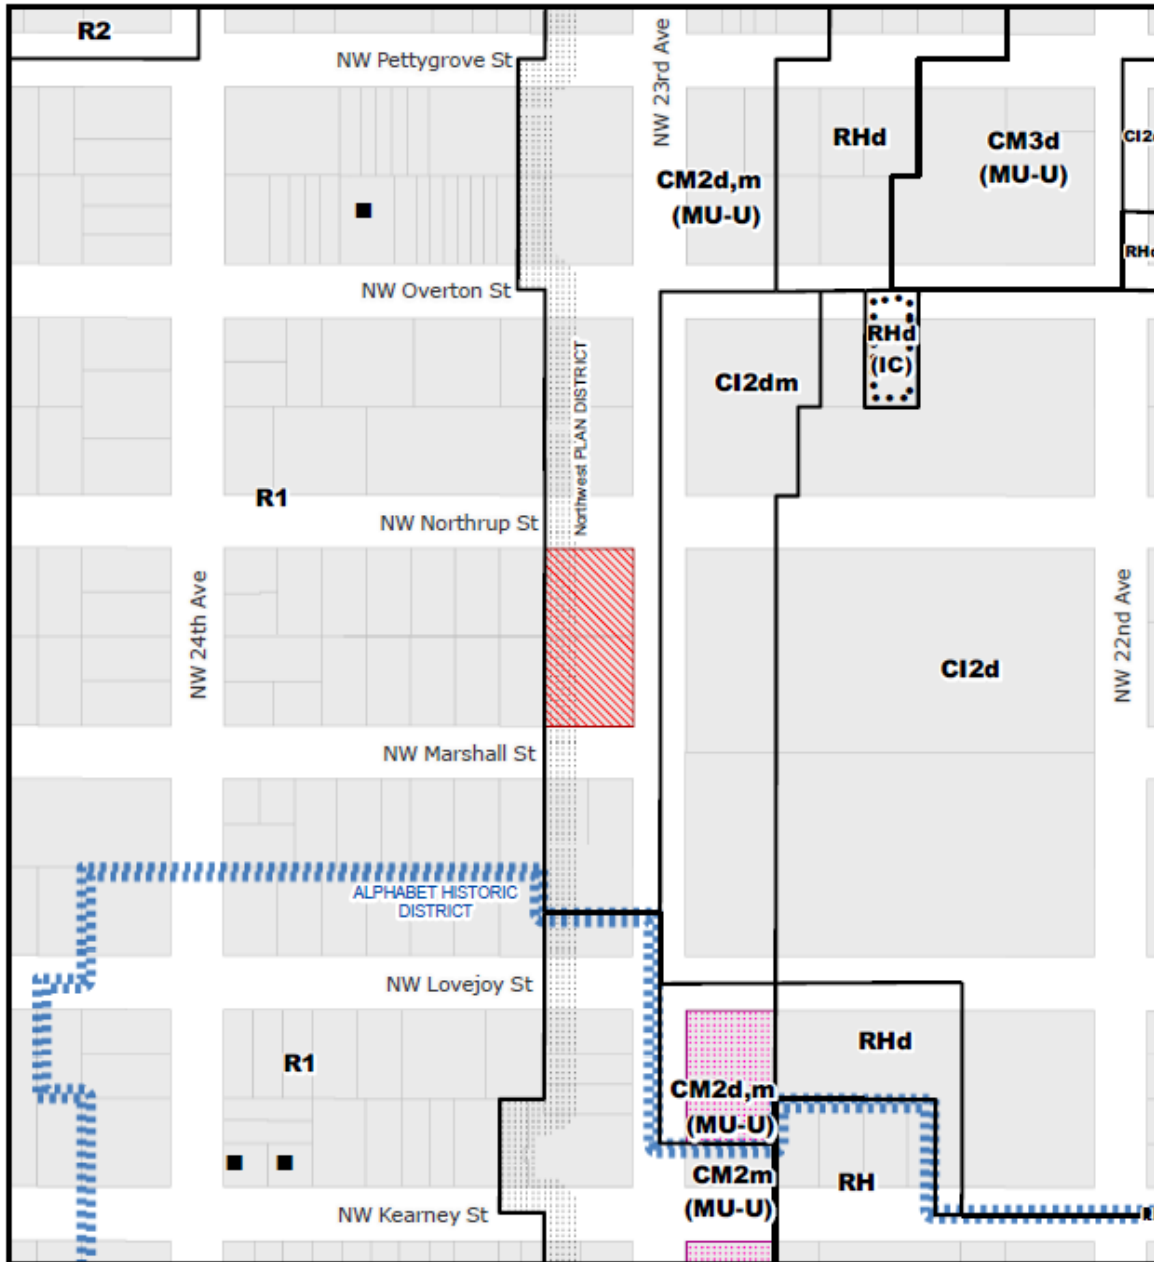 R2
NW Pettygrove St
NW 23rd Ave
RHd
CM3d
(MU-U)
CM2d,m
(MU-U)
NW Overton St
RHd
(IC)
CI2dm
Northwest PLAN DISTRICT
R1
NW Northrup St
NW 24th Ave
NW 22nd Ave
CI2d
NW Marshall St
ALPHABET HISTORIC
DISTRICT
NW Lovejoy St
RHd
R1
CM2d,m
(MU-U)
CM2m
(MU-U)
RH
NW Kearney St